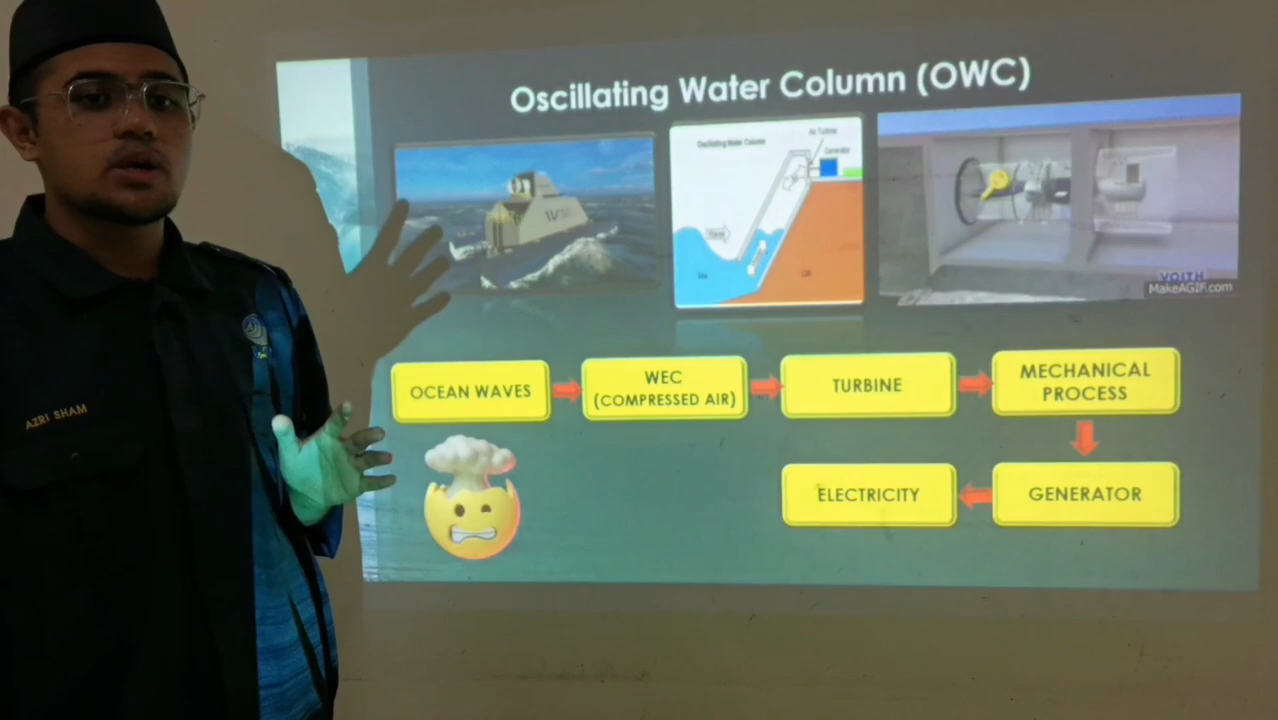 Oscillating Water Column (OWC)
Oscillating Water Column
Air Turbine
Generator
VOITH
MakeAGIF.com
OCEAN WAVES
WEC
(COMPRESSED AIR)
TURBINE
MECHANICAL
PROCESS
AZRI SHAM
ELECTRICITY
GENERATOR